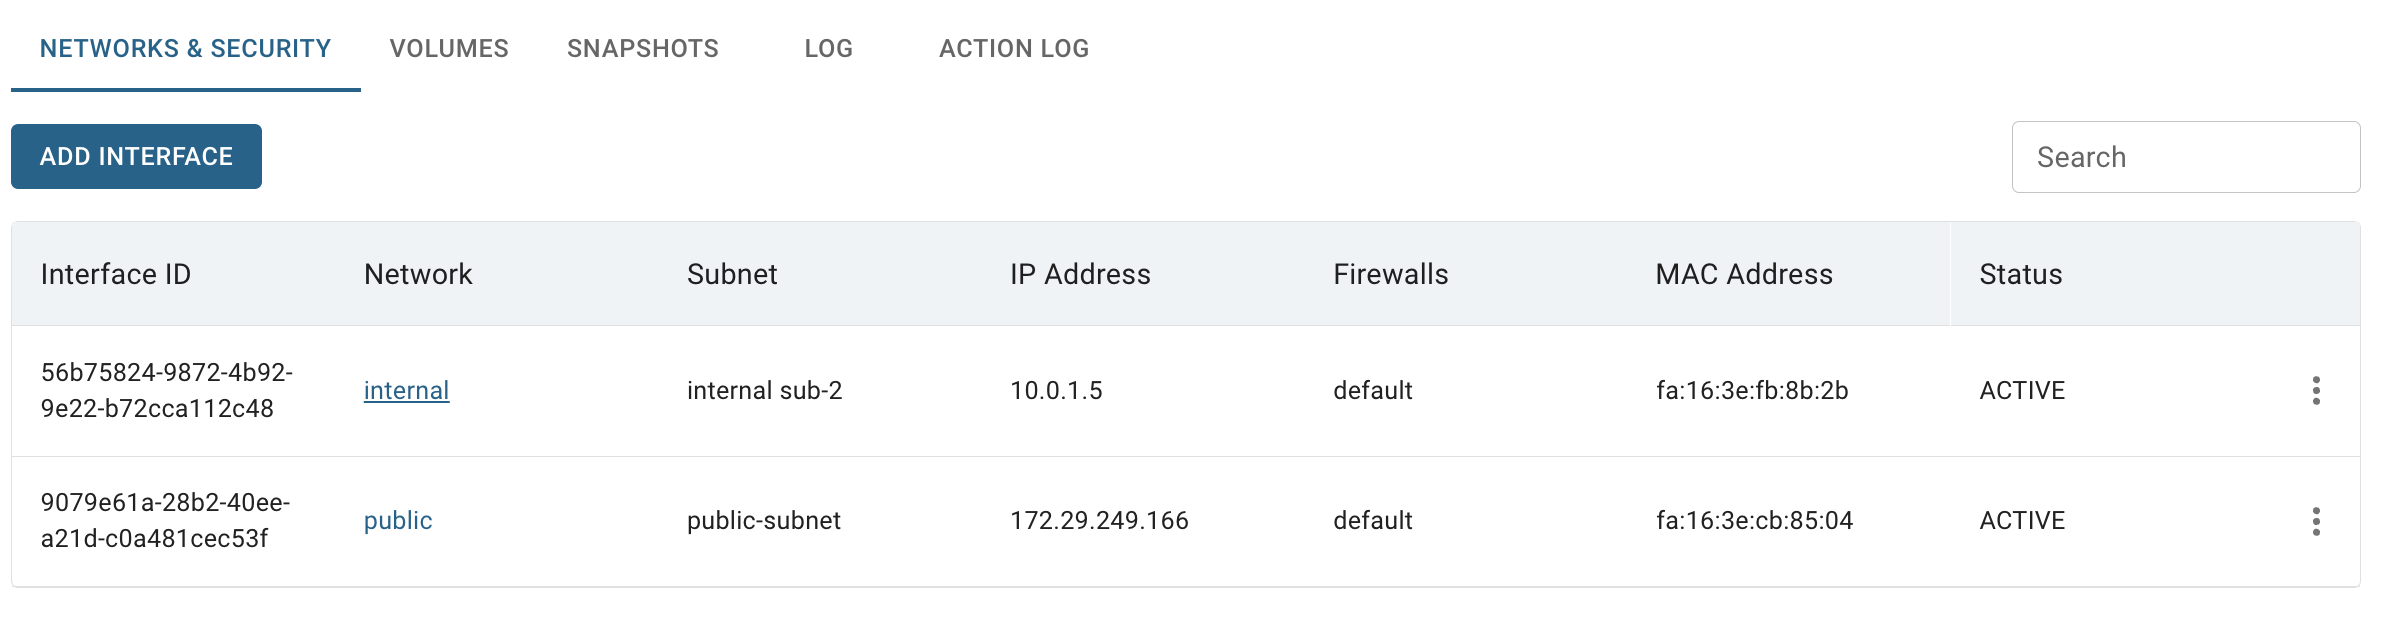 NETWORKS & SECURITY VOLUMES SNAPSHOTS LOG ACTION LOG
ADD INTERFACE Search
Interface ID Network Subnet IP Address Firewalls MAC Address Status
56b75824-9872-4b92-
9e22-b72cca112c48 internal internal sub-2 10.0.1.5 default fa:16:3e:fb:8b:2b ACTIVE
9079e61a-28b2-40ee-
a21d-c0a481cec53f public public-subnet 172.29.249.166 default fa:16:3e:cb:85:04 ACTIVE